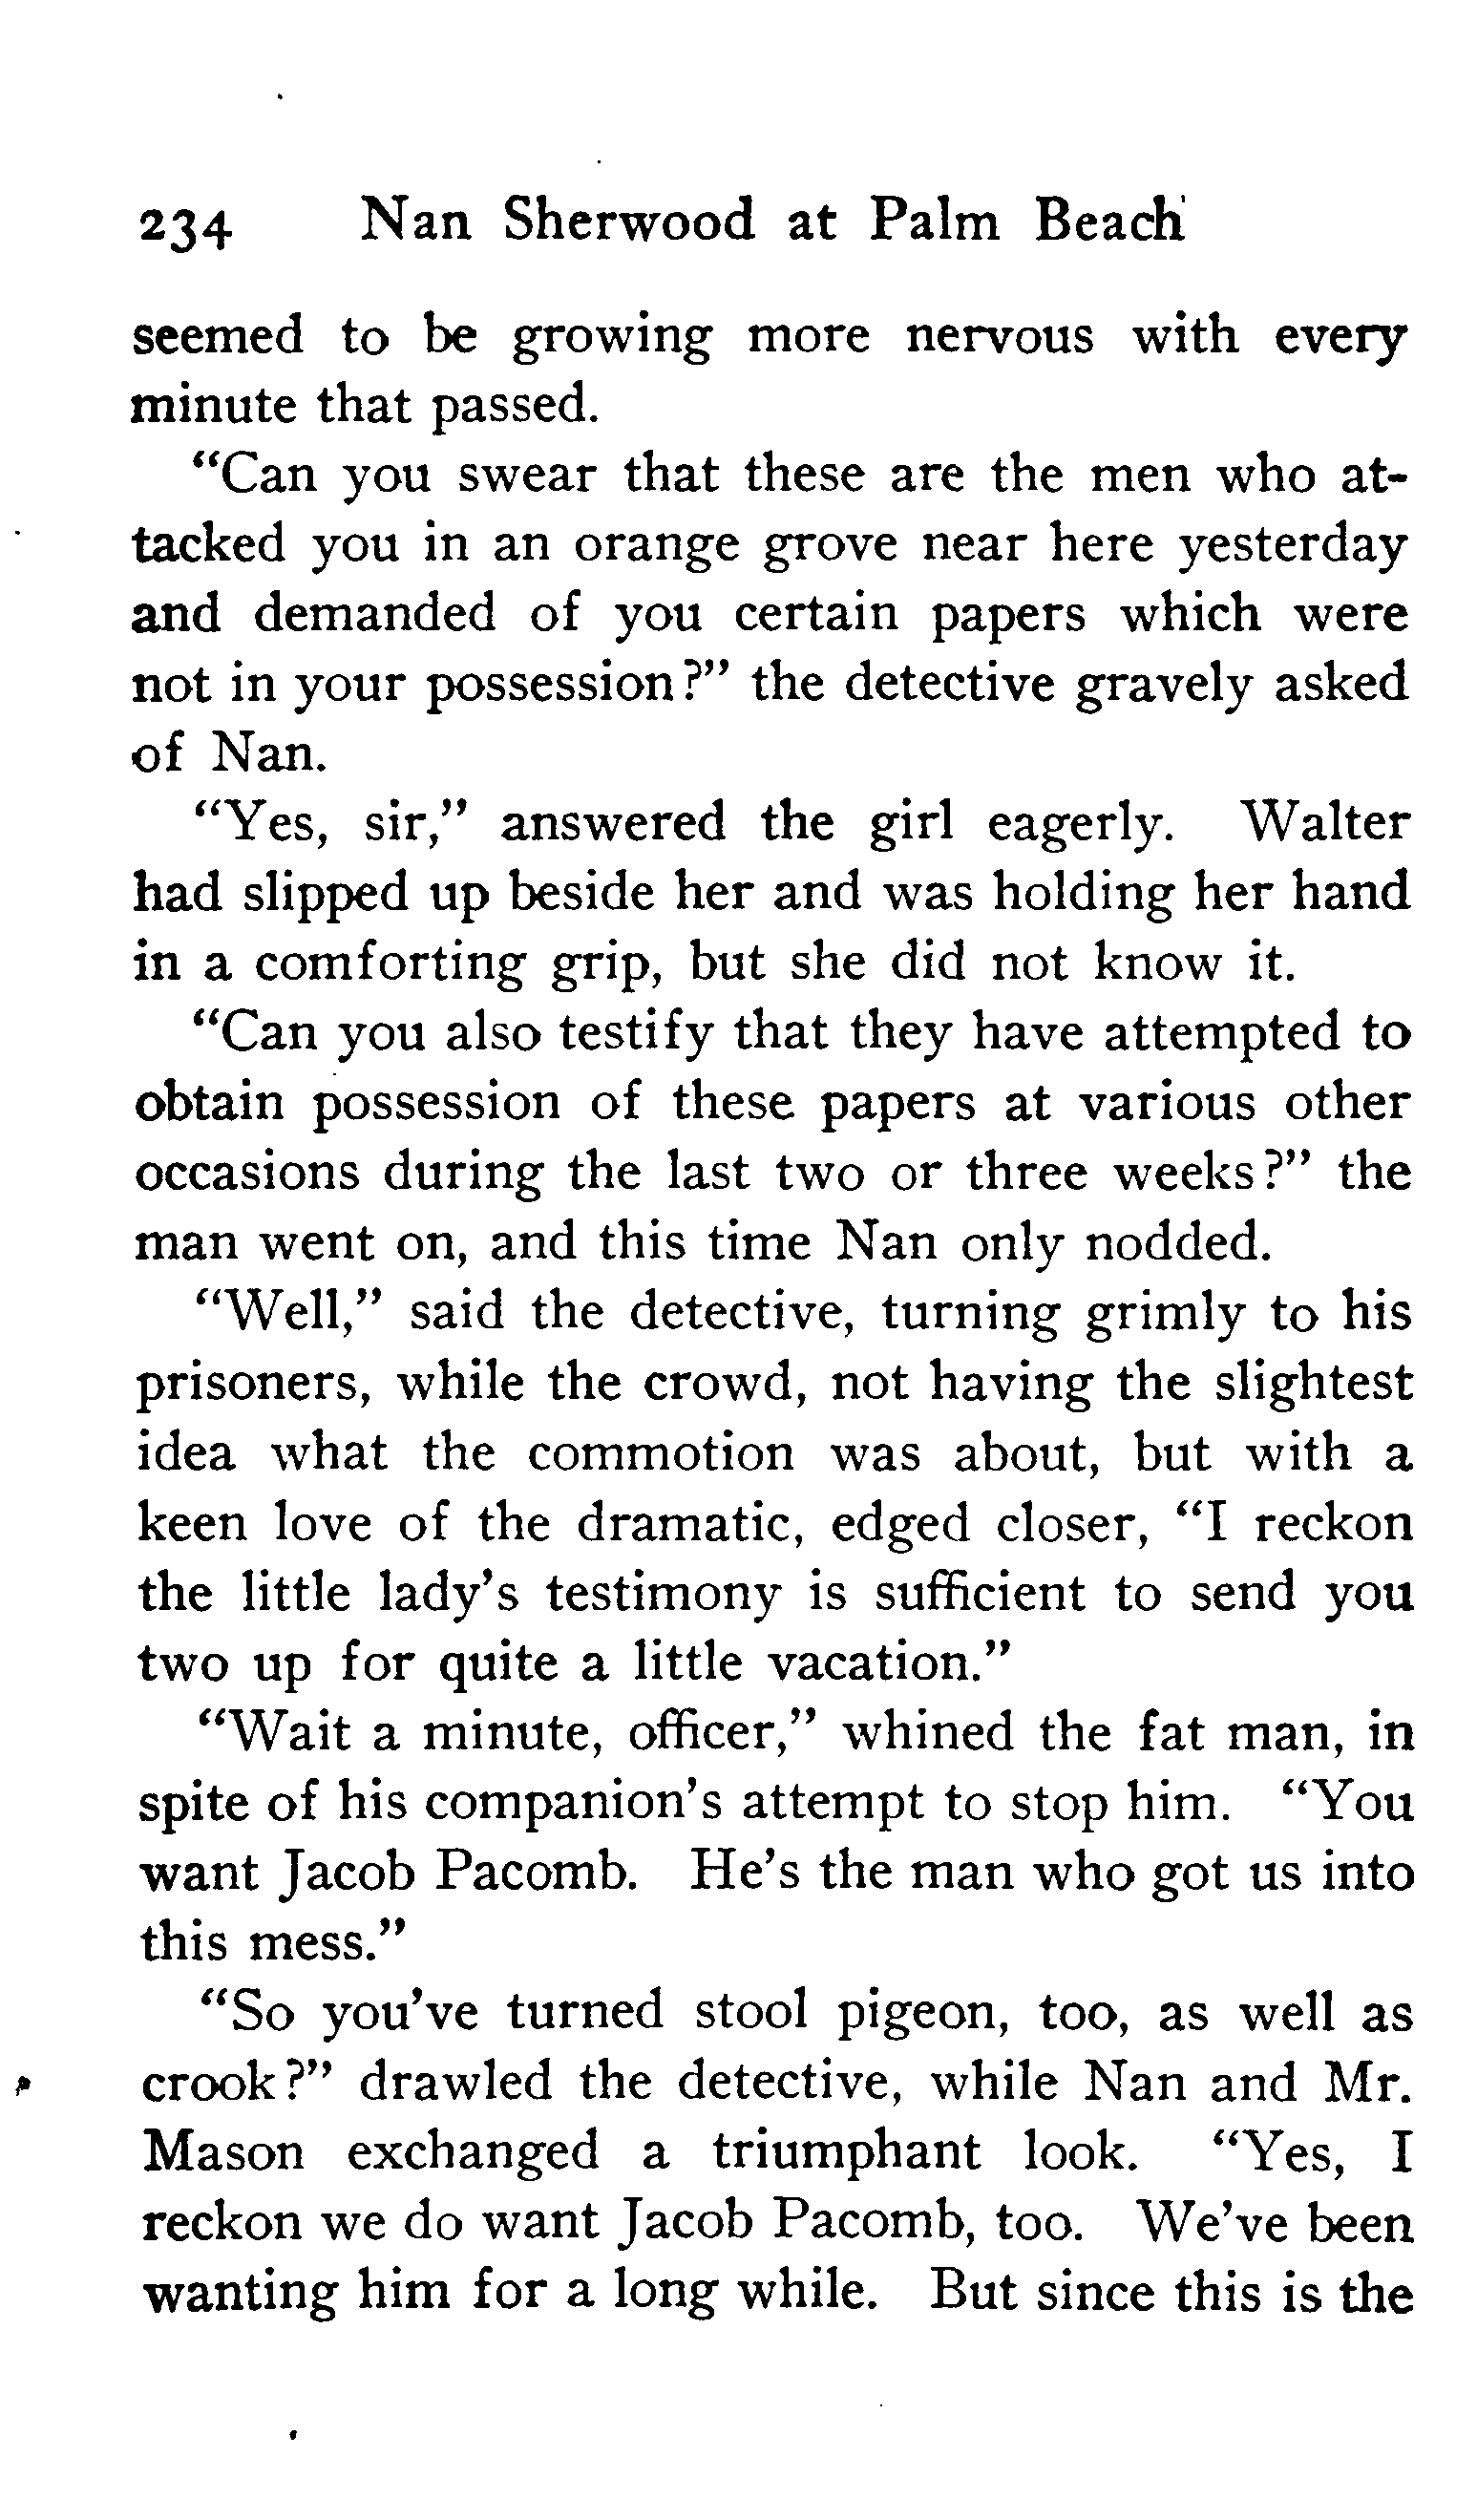 234 Nan Sherwood at Palm Beach
seemed to be growing more nervous with every
minute that passed.
"Can you swear that these are the men who at-
tacked you in an orange grove near here yesterday
and demanded of you certain papers which were
not in your possession?" the detective gravely asked
of Nan.
"Yes, sir," answered the girl eagerly. Walter
had slipped up beside her and was holding her hand
in a comforting grip, but she did not know it.
"Can you also testify that they have attempted to
obtain possession of these papers at various other
occasions during the last two or three weeks?" the
man went on, and this time Nan only nodded.
"Well," said the detective, turning grimly to his
prisoners, while the crowd, not having the slightest
idea what the commotion was about, but with a
keen love of the dramatic, edged closer, "I reckon
the little lady's testimony is sufficient to send you
two up for quite a little vacation."
"Wait a minute, officer," whined the fat man, in
spite of his companion's attempt to stop him. "You
want Jacob Pacomb. He's the man who got us into
this mess."
"So you've turned stool pigeon, too, as well as
crook?" drawled the detective, while Nan and Mr.
Mason exchanged a triumphant look. "Yes, I
reckon we do want Jacob Pacomb, too. We've been
wanting him for a long while. But since this is the